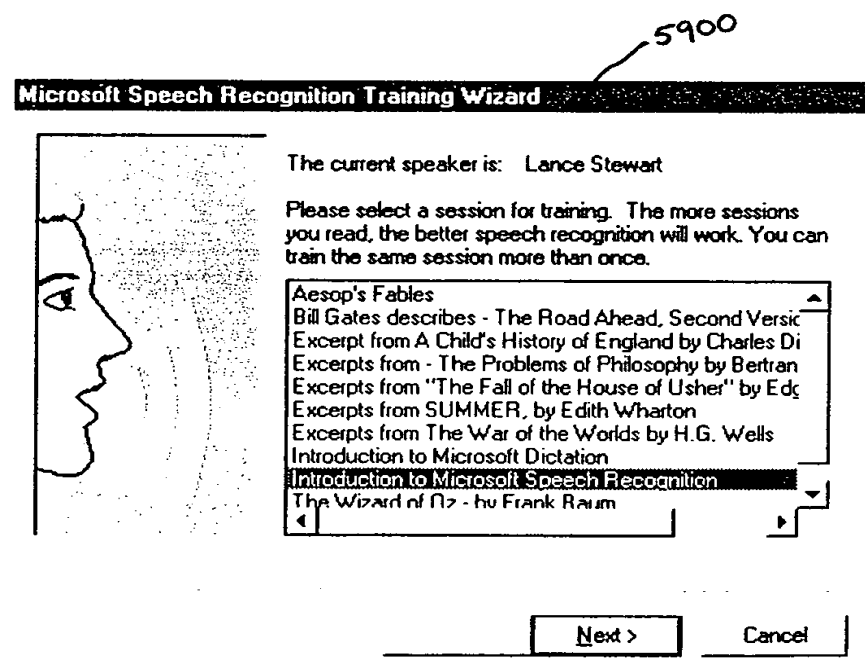 5900
Microsoft Speech Recognition Training Wizard
The current speaker is: Lance Stewart
Please select a session for training. The more sessions
you read, the better speech recognition will work. You can
train the same session more than once.
Aesop's Fables
Bill Gates describes - The Road Ahead, Second Versic
Excerpt from A Child's History of England by Charles Di
Excerpts from - The Problems of Philosophy by Bertran
Excerpts from "The Fall of the House of Usher" by Edg
Excerpts from SUMMER, by Edith Wharton
Excerpts from The War of the Worlds by H.G. Wells
Introduction to Microsoft Dictation
Introduction to Microsoft Speech Recognition
The Wizard of Oz - by Frank Baum
Next >
Cancel